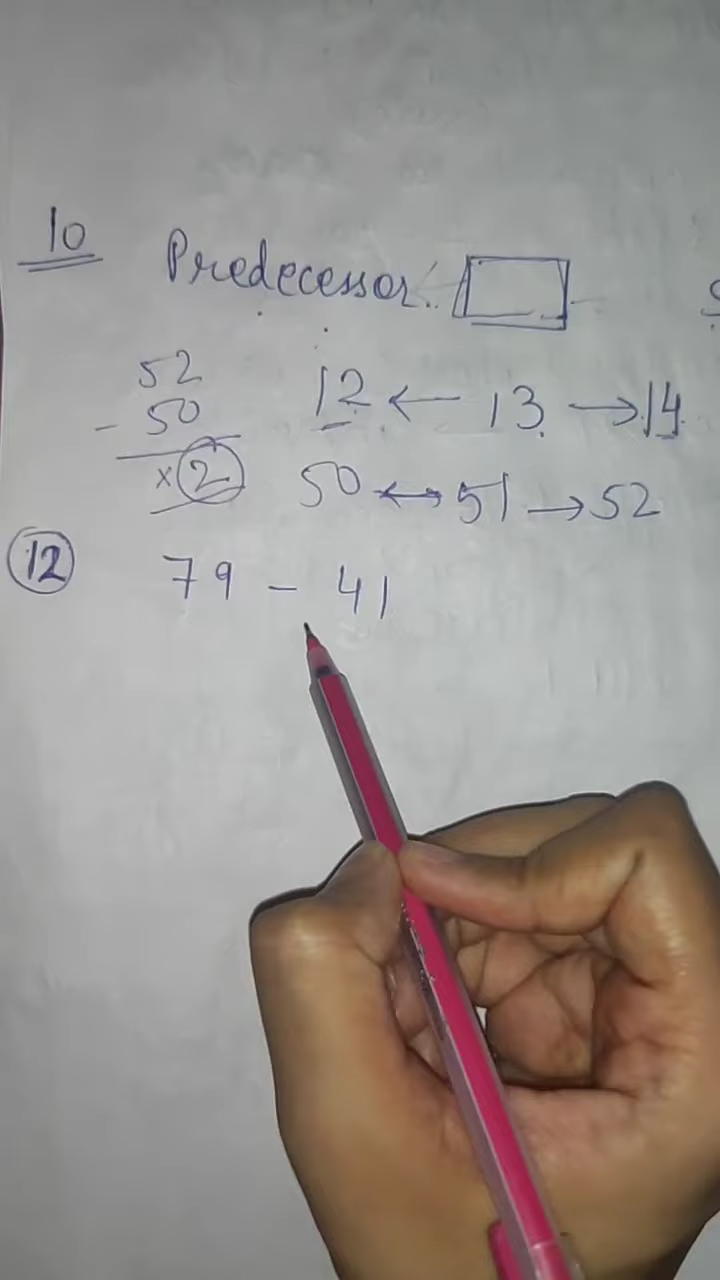 10 Predecessor
52
- 50
× 2
12 ← 13 → 14
50 ↔ 51 → 52
12 79 - 41